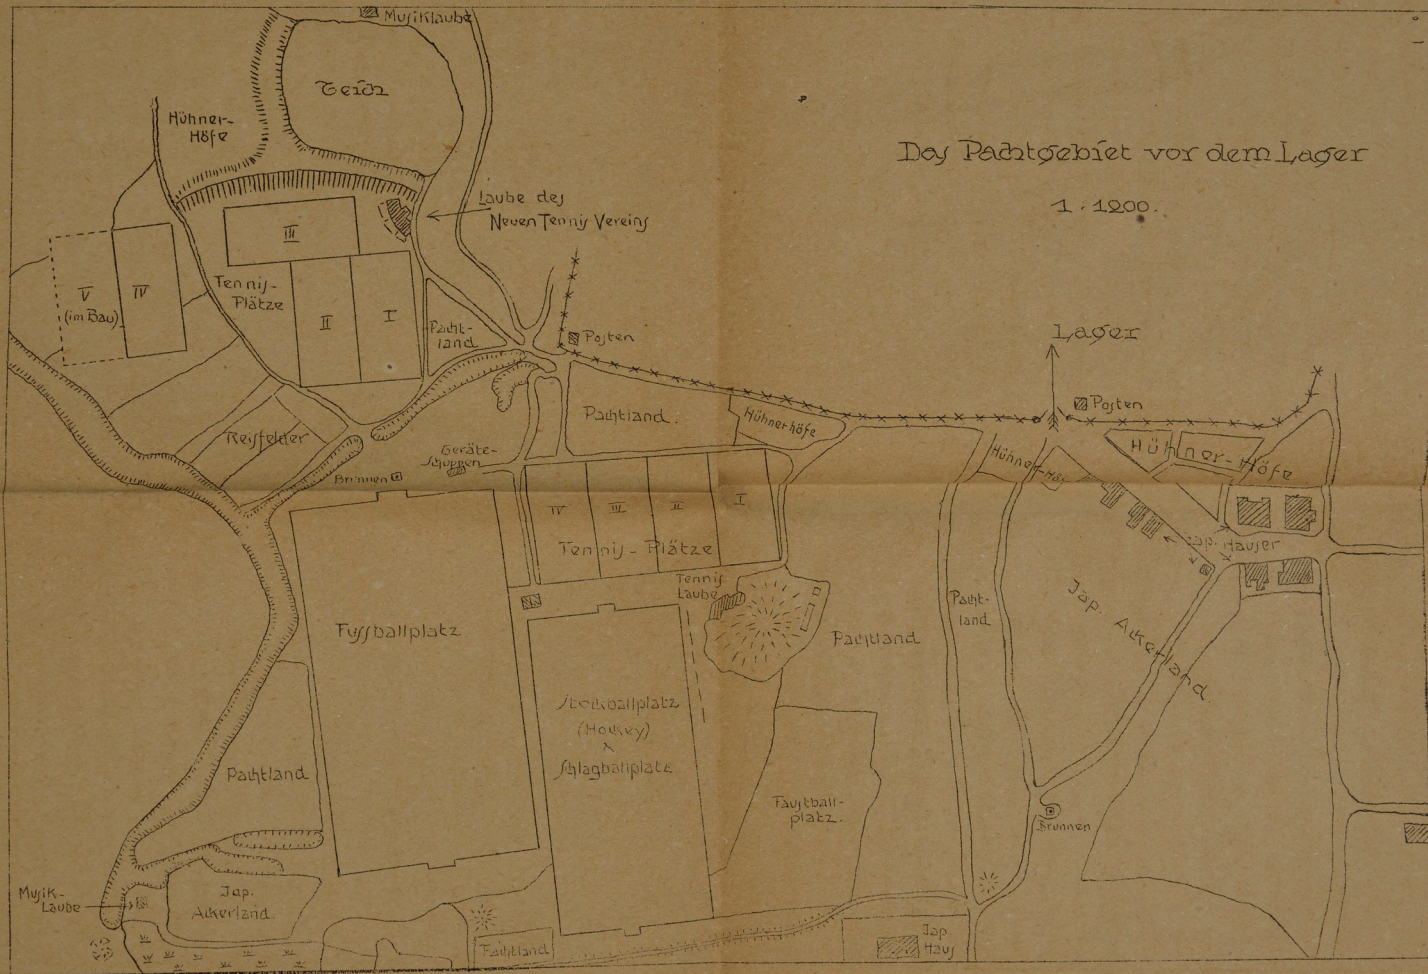 Musiklaube
Teich
Hühner-
Höfe
Das Pachtgebiet vor dem Lager
1:1200.
Laube des
Neuen Tennis Vereins
III
Tennis-
Plätze
V
(im Bau)
IV
II
I
Pacht-
land
Posten
Lager
Posten
Pachtland.
Hühnerhöfe
Reisfelder
Geräte-
schuppen
Brunnen
Hühner-Höf
Hühner-Höfe
IV
III
II
I
Tennis-Plätze
Jap. Häuser
Tennis
Laube
Fussballplatz
Pacht-
land
Jap. Ackerland
Pachtland
Stockballplatz
(Hockey)
Schlagballplatz
Pachtland
Faustball-
platz.
Brunnen
Musik-
Laube
Jap.
Ackerland.
Pachtland
Jap
Haus